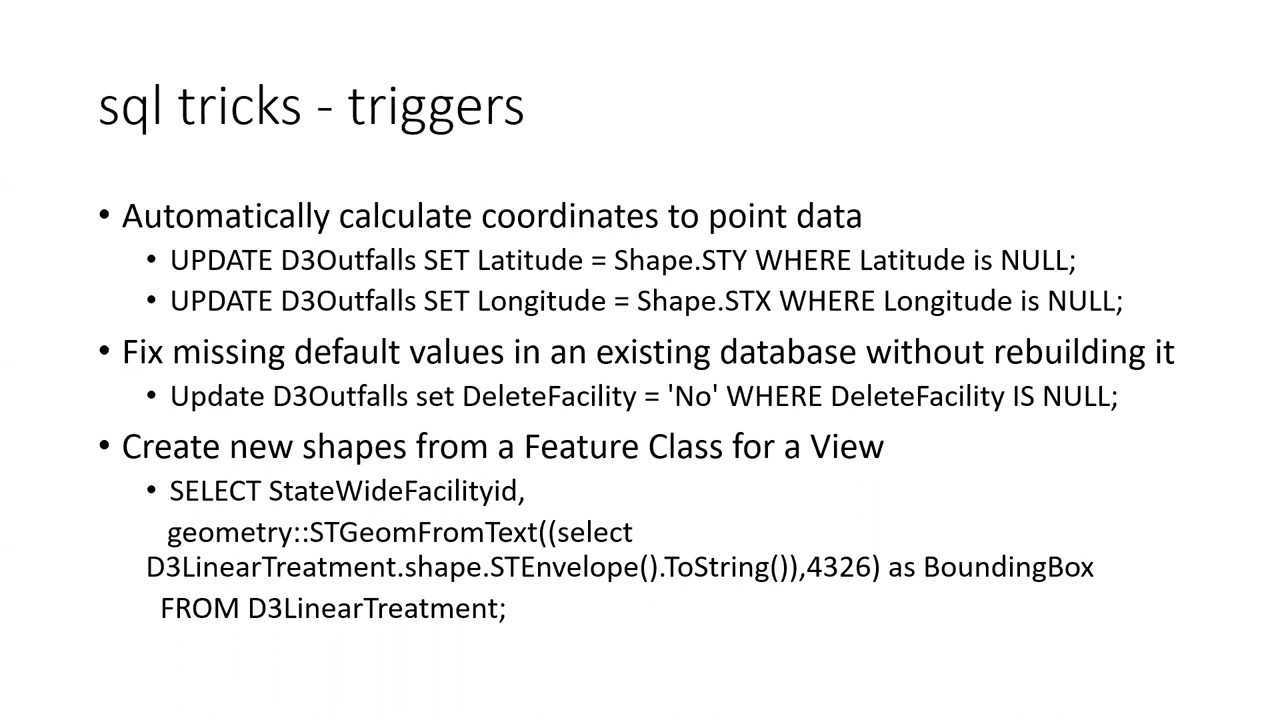 sql tricks - triggers
• Automatically calculate coordinates to point data
• UPDATE D3Outfalls SET Latitude = Shape.STY WHERE Latitude is NULL;
• UPDATE D3Outfalls SET Longitude = Shape.STX WHERE Longitude is NULL;
• Fix missing default values in an existing database without rebuilding it
• Update D3Outfalls set DeleteFacility = 'No' WHERE DeleteFacility IS NULL;
• Create new shapes from a Feature Class for a View
• SELECT StateWideFacilityid,
geometry::STGeomFromText((select
D3LinearTreatment.shape.STEnvelope().ToString()),4326) as BoundingBox
FROM D3LinearTreatment;